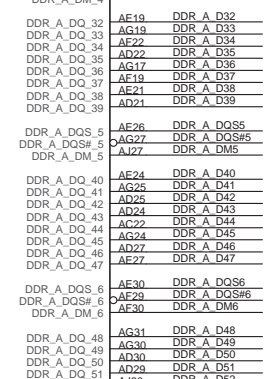 DDR_A_DM_4
DDR_A_DQ_32 AE19 DDR_A_D32
DDR_A_DQ_33 AG19 DDR_A_D33
DDR_A_DQ_34 AF22 DDR_A_D34
DDR_A_DQ_35 AD22 DDR_A_D35
DDR_A_DQ_36 AG17 DDR_A_D36
DDR_A_DQ_37 AF19 DDR_A_D37
DDR_A_DQ_38 AE21 DDR_A_D38
DDR_A_DQ_39 AD21 DDR_A_D39
DDR_A_DQS_5 AE26 DDR_A_DQS5
DDR_A_DQS#_5 AG27 DDR_A_DQS#5
DDR_A_DM_5 AJ27 DDR_A_DM5
DDR_A_DQ_40 AE24 DDR_A_D40
DDR_A_DQ_41 AG25 DDR_A_D41
DDR_A_DQ_42 AD25 DDR_A_D42
DDR_A_DQ_43 AD24 DDR_A_D43
DDR_A_DQ_44 AC22 DDR_A_D44
DDR_A_DQ_45 AG24 DDR_A_D45
DDR_A_DQ_46 AD27 DDR_A_D46
DDR_A_DQ_47 AE27 DDR_A_D47
DDR_A_DQS_6 AE30 DDR_A_DQS6
DDR_A_DQS#_6 AF29 DDR_A_DQS#6
DDR_A_DM_6 AF30 DDR_A_DM6
DDR_A_DQ_48 AG31 DDR_A_D48
DDR_A_DQ_49 AG30 DDR_A_D49
DDR_A_DQ_50 AD30 DDR_A_D50
DDR_A_DQ_51 AD29 DDR_A_D51
DDR_A_D52